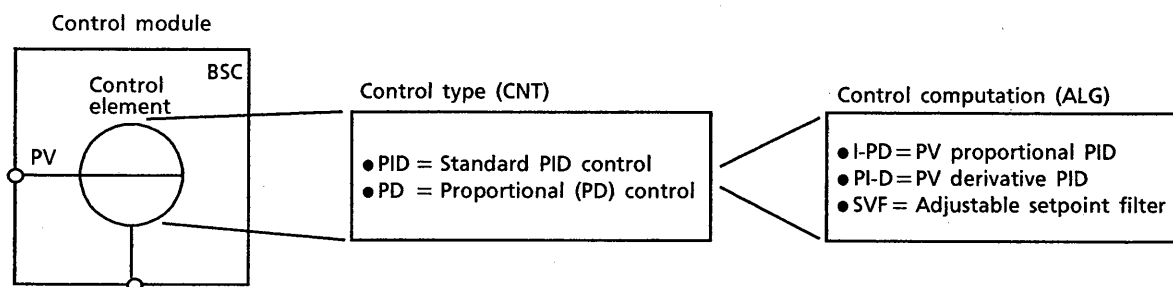 Control module
BSC
Control
element
PV
Control type (CNT)
● PID = Standard PID control
● PD = Proportional (PD) control
Control computation (ALG)
● I-PD = PV proportional PID
● PI-D = PV derivative PID
● SVF = Adjustable setpoint filter